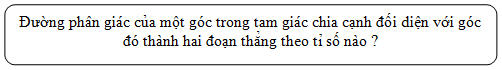 Đường phân giác của một góc trong tam giác chia cạnh đối diện với góc
đó thành hai đoạn thẳng theo tỉ số nào ?